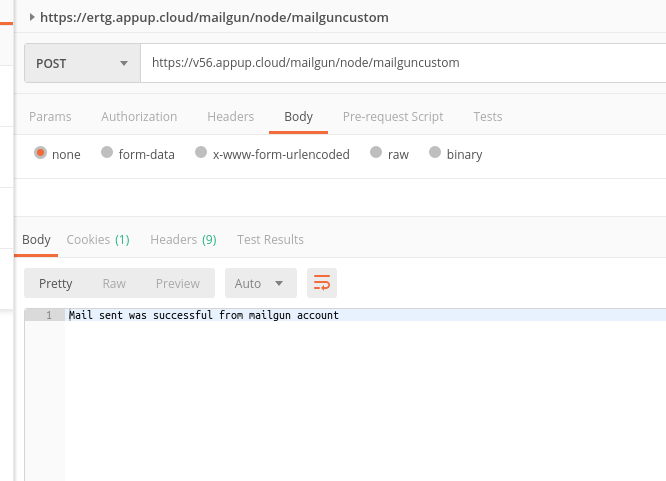 https://ertg.appup.cloud/mailgun/node/mailguncustom
POST https://v56.appup.cloud/mailgun/node/mailguncustom
Params Authorization Headers Body Pre-request Script Tests
none form-data x-www-form-urlencoded raw binary
Body Cookies (1) Headers (9) Test Results
Pretty Raw Preview Auto
1 Mail sent was successful from mailgun account